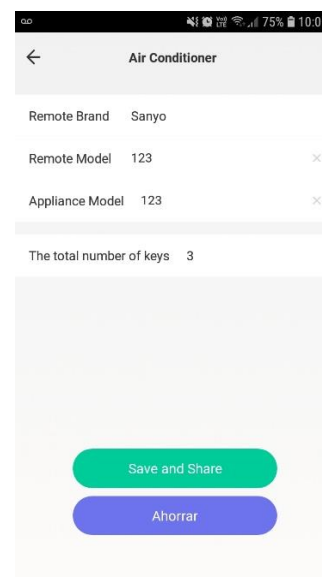 75% 10:0
Air Conditioner
Remote Brand Sanyo
Remote Model 123
Appliance Model 123
The total number of keys 3
Save and Share
Ahorrar